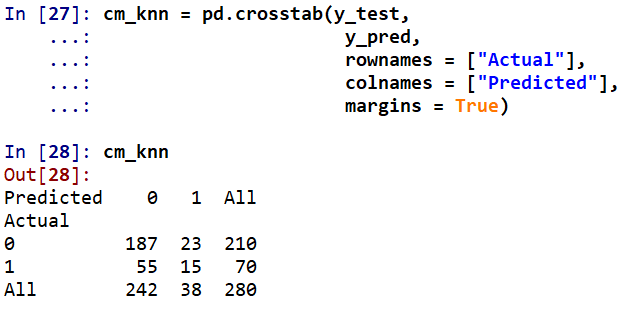 In [27]: cm_knn = pd.crosstab(y_test,
    ...:                       y_pred,
    ...:                       rownames = ["Actual"],
    ...:                       colnames = ["Predicted"],
    ...:                       margins = True)
In [28]: cm_knn
Out[28]:
Predicted    0   1  All
Actual
0          187  23  210
1           55  15   70
All        242  38  280